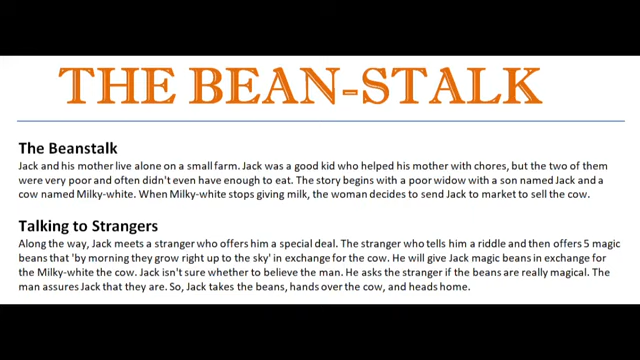 THE BEAN-STALK
The Beanstalk
Jack and his mother live alone on a small farm. Jack was a good kid who helped his mother with chores, but the two of them
were very poor and often didn't even have enough to eat. The story begins with a poor widow with a son named Jack and a
cow named Milky-white. When Milky-white stops giving milk, the woman decides to send Jack to market to sell the cow.
Talking to Strangers
Along the way, Jack meets a stranger who offers him a special deal. The stranger who tells him a riddle and then offers 5 magic
beans that 'by morning they grow right up to the sky' in exchange for the cow. He will give Jack magic beans in exchange for
the Milky-white the cow. Jack isn't sure whether to believe the man. He asks the stranger if the beans are really magical. The
man assures Jack that they are. So, Jack takes the beans, hands over the cow, and heads home.